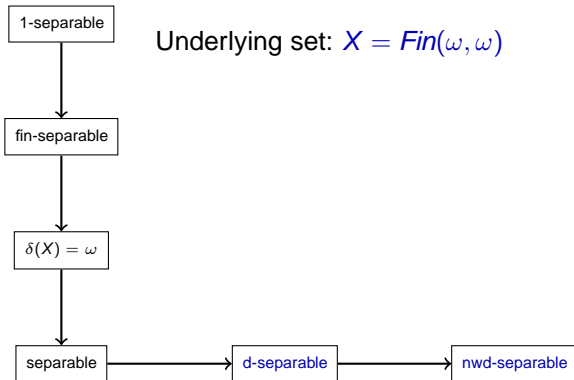 1-separable
Underlying set: X = Fin(ω, ω)
fin-separable
δ(X) = ω
separable
d-separable
nwd-separable